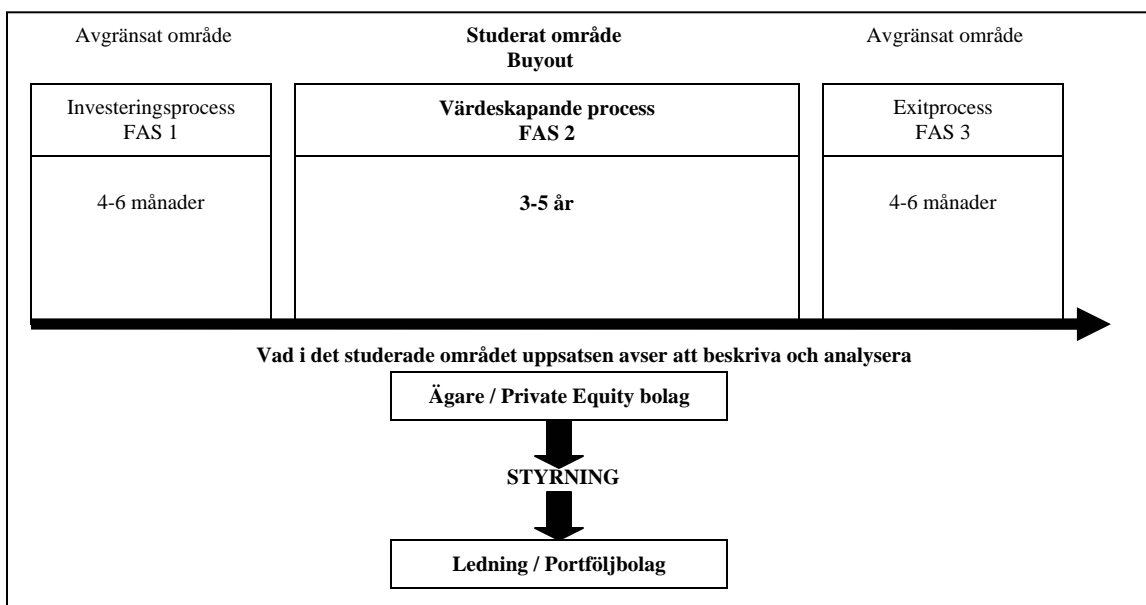 Avgränsat område
Studerat område
Buyout
Avgränsat område
Investeringsprocess
FAS 1
Värdeskapande process
FAS 2
Exitprocess
FAS 3
4-6 månader
3-5 år
4-6 månader
Vad i det studerade området uppsatsen avser att beskriva och analysera
Ägare / Private Equity bolag
STYRNING
Ledning / Portföljbolag